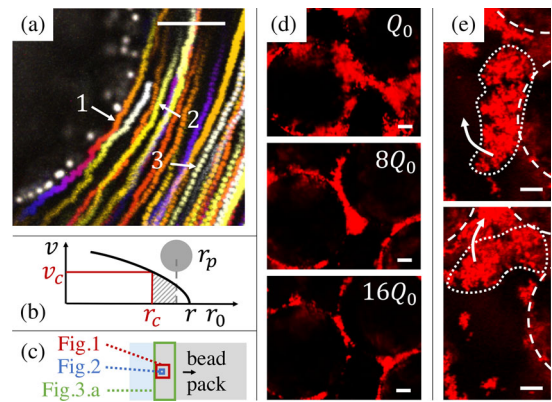 (a)
1
2
3
(b)
v
v_c
r_p
r_c
r
r_0
(c)
Fig.1
Fig.2
Fig.3.a
bead
pack
(d)
Q_0
8Q_0
16Q_0
(e)